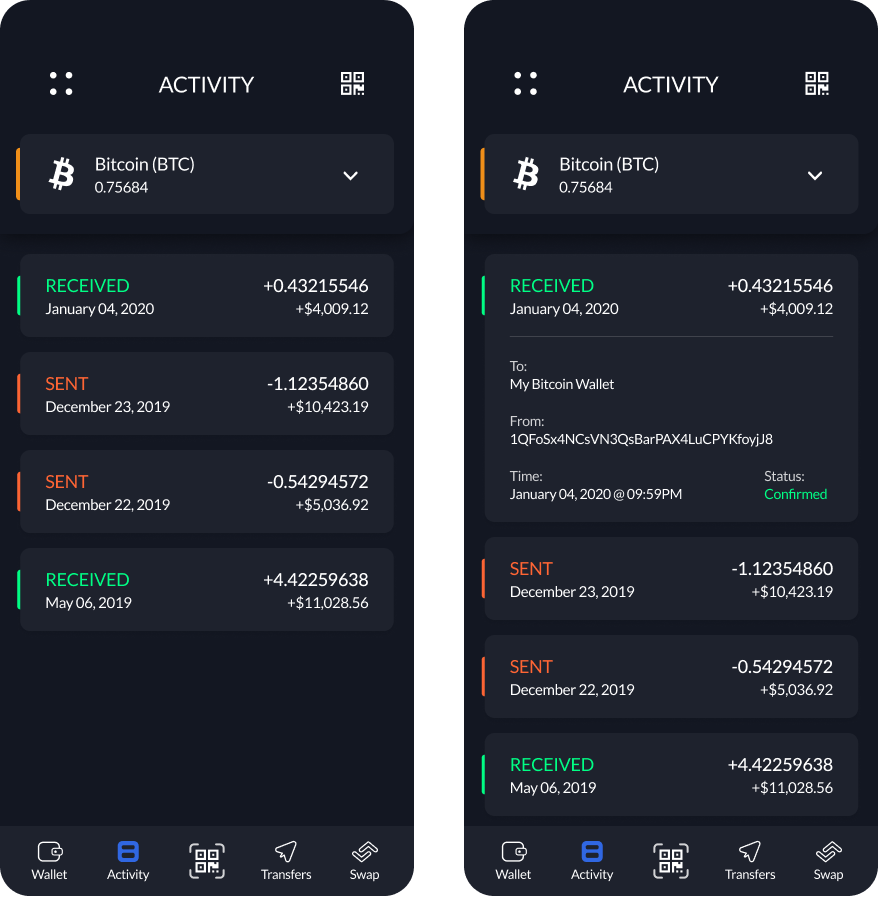 ACTIVITY
Bitcoin (BTC)
0.75684
RECEIVED +0.43215546
January 04, 2020 +$4,009.12
SENT -1.12354860
December 23, 2019 +$10,423.19
SENT -0.54294572
December 22, 2019 +$5,036.92
RECEIVED +4.42259638
May 06, 2019 +$11,028.56
Wallet Activity Transfers Swap
ACTIVITY
Bitcoin (BTC)
0.75684
RECEIVED +0.43215546
January 04, 2020 +$4,009.12
To:
My Bitcoin Wallet
From:
1QFoSx4NCsVN3QsBarPAX4LuCPYKfoyjJ8
Time: Status:
January 04, 2020 @ 09:59PM Confirmed
SENT -1.12354860
December 23, 2019 +$10,423.19
SENT -0.54294572
December 22, 2019 +$5,036.92
RECEIVED +4.42259638
May 06, 2019 +$11,028.56
Wallet Activity Transfers Swap